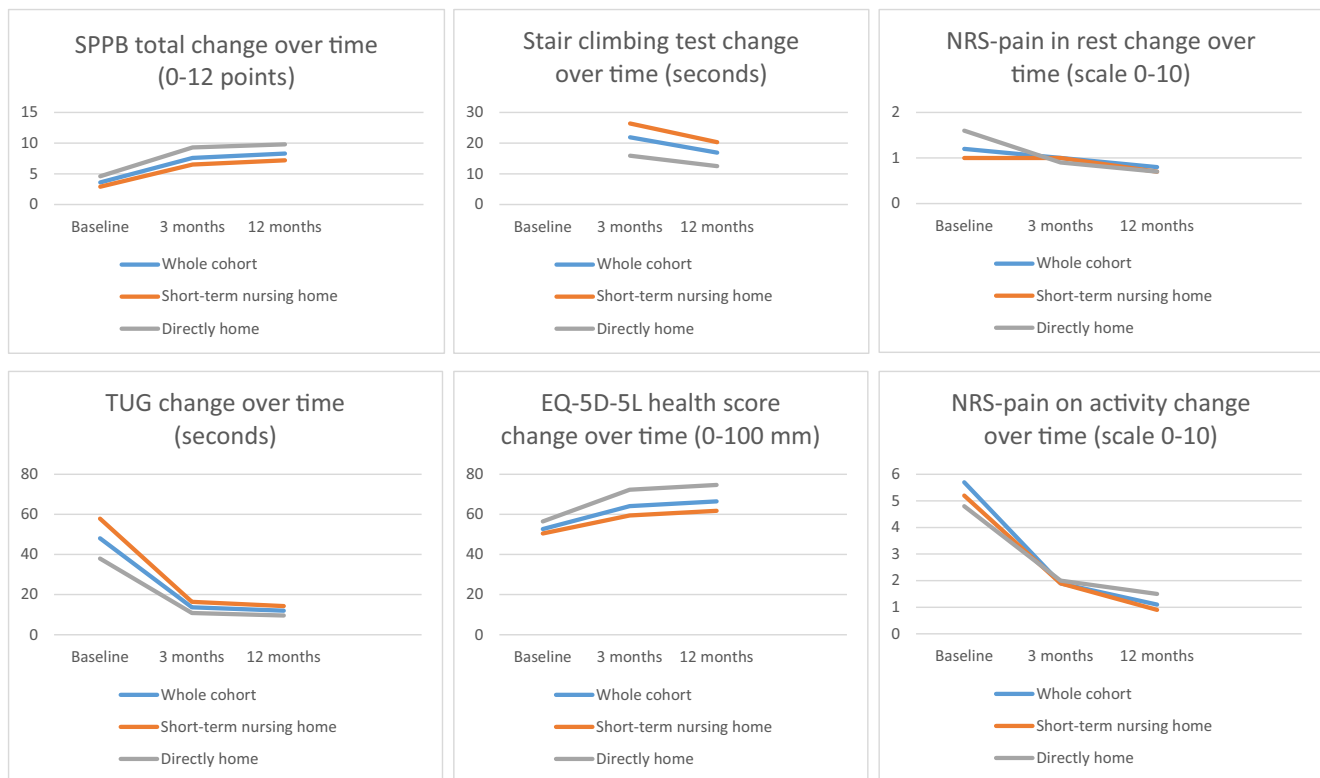 SPPB total change over time
(0-12 points)
15
10
5
0
Baseline 3 months 12 months
Whole cohort
Short-term nursing home
Directly home
Stair climbing test change
over time (seconds)
30
20
10
0
Baseline 3 months 12 months
Whole cohort
Short-term nursing home
Directly home
NRS-pain in rest change over
time (scale 0-10)
2
1
0
Baseline 3 months 12 months
Whole cohort
Short-term nursing home
Directly home
TUG change over time
(seconds)
80
60
40
20
0
Baseline 3 months 12 months
Whole cohort
Short-term nursing home
Directly home
EQ-5D-5L health score
change over time (0-100 mm)
80
60
40
20
0
Baseline 3 months 12 months
Whole cohort
Short-term nursing home
Directly home
NRS-pain on activity change
over time (scale 0-10)
6
5
4
3
2
1
0
Baseline 3 months 12 months
Whole cohort
Short-term nursing home
Directly home